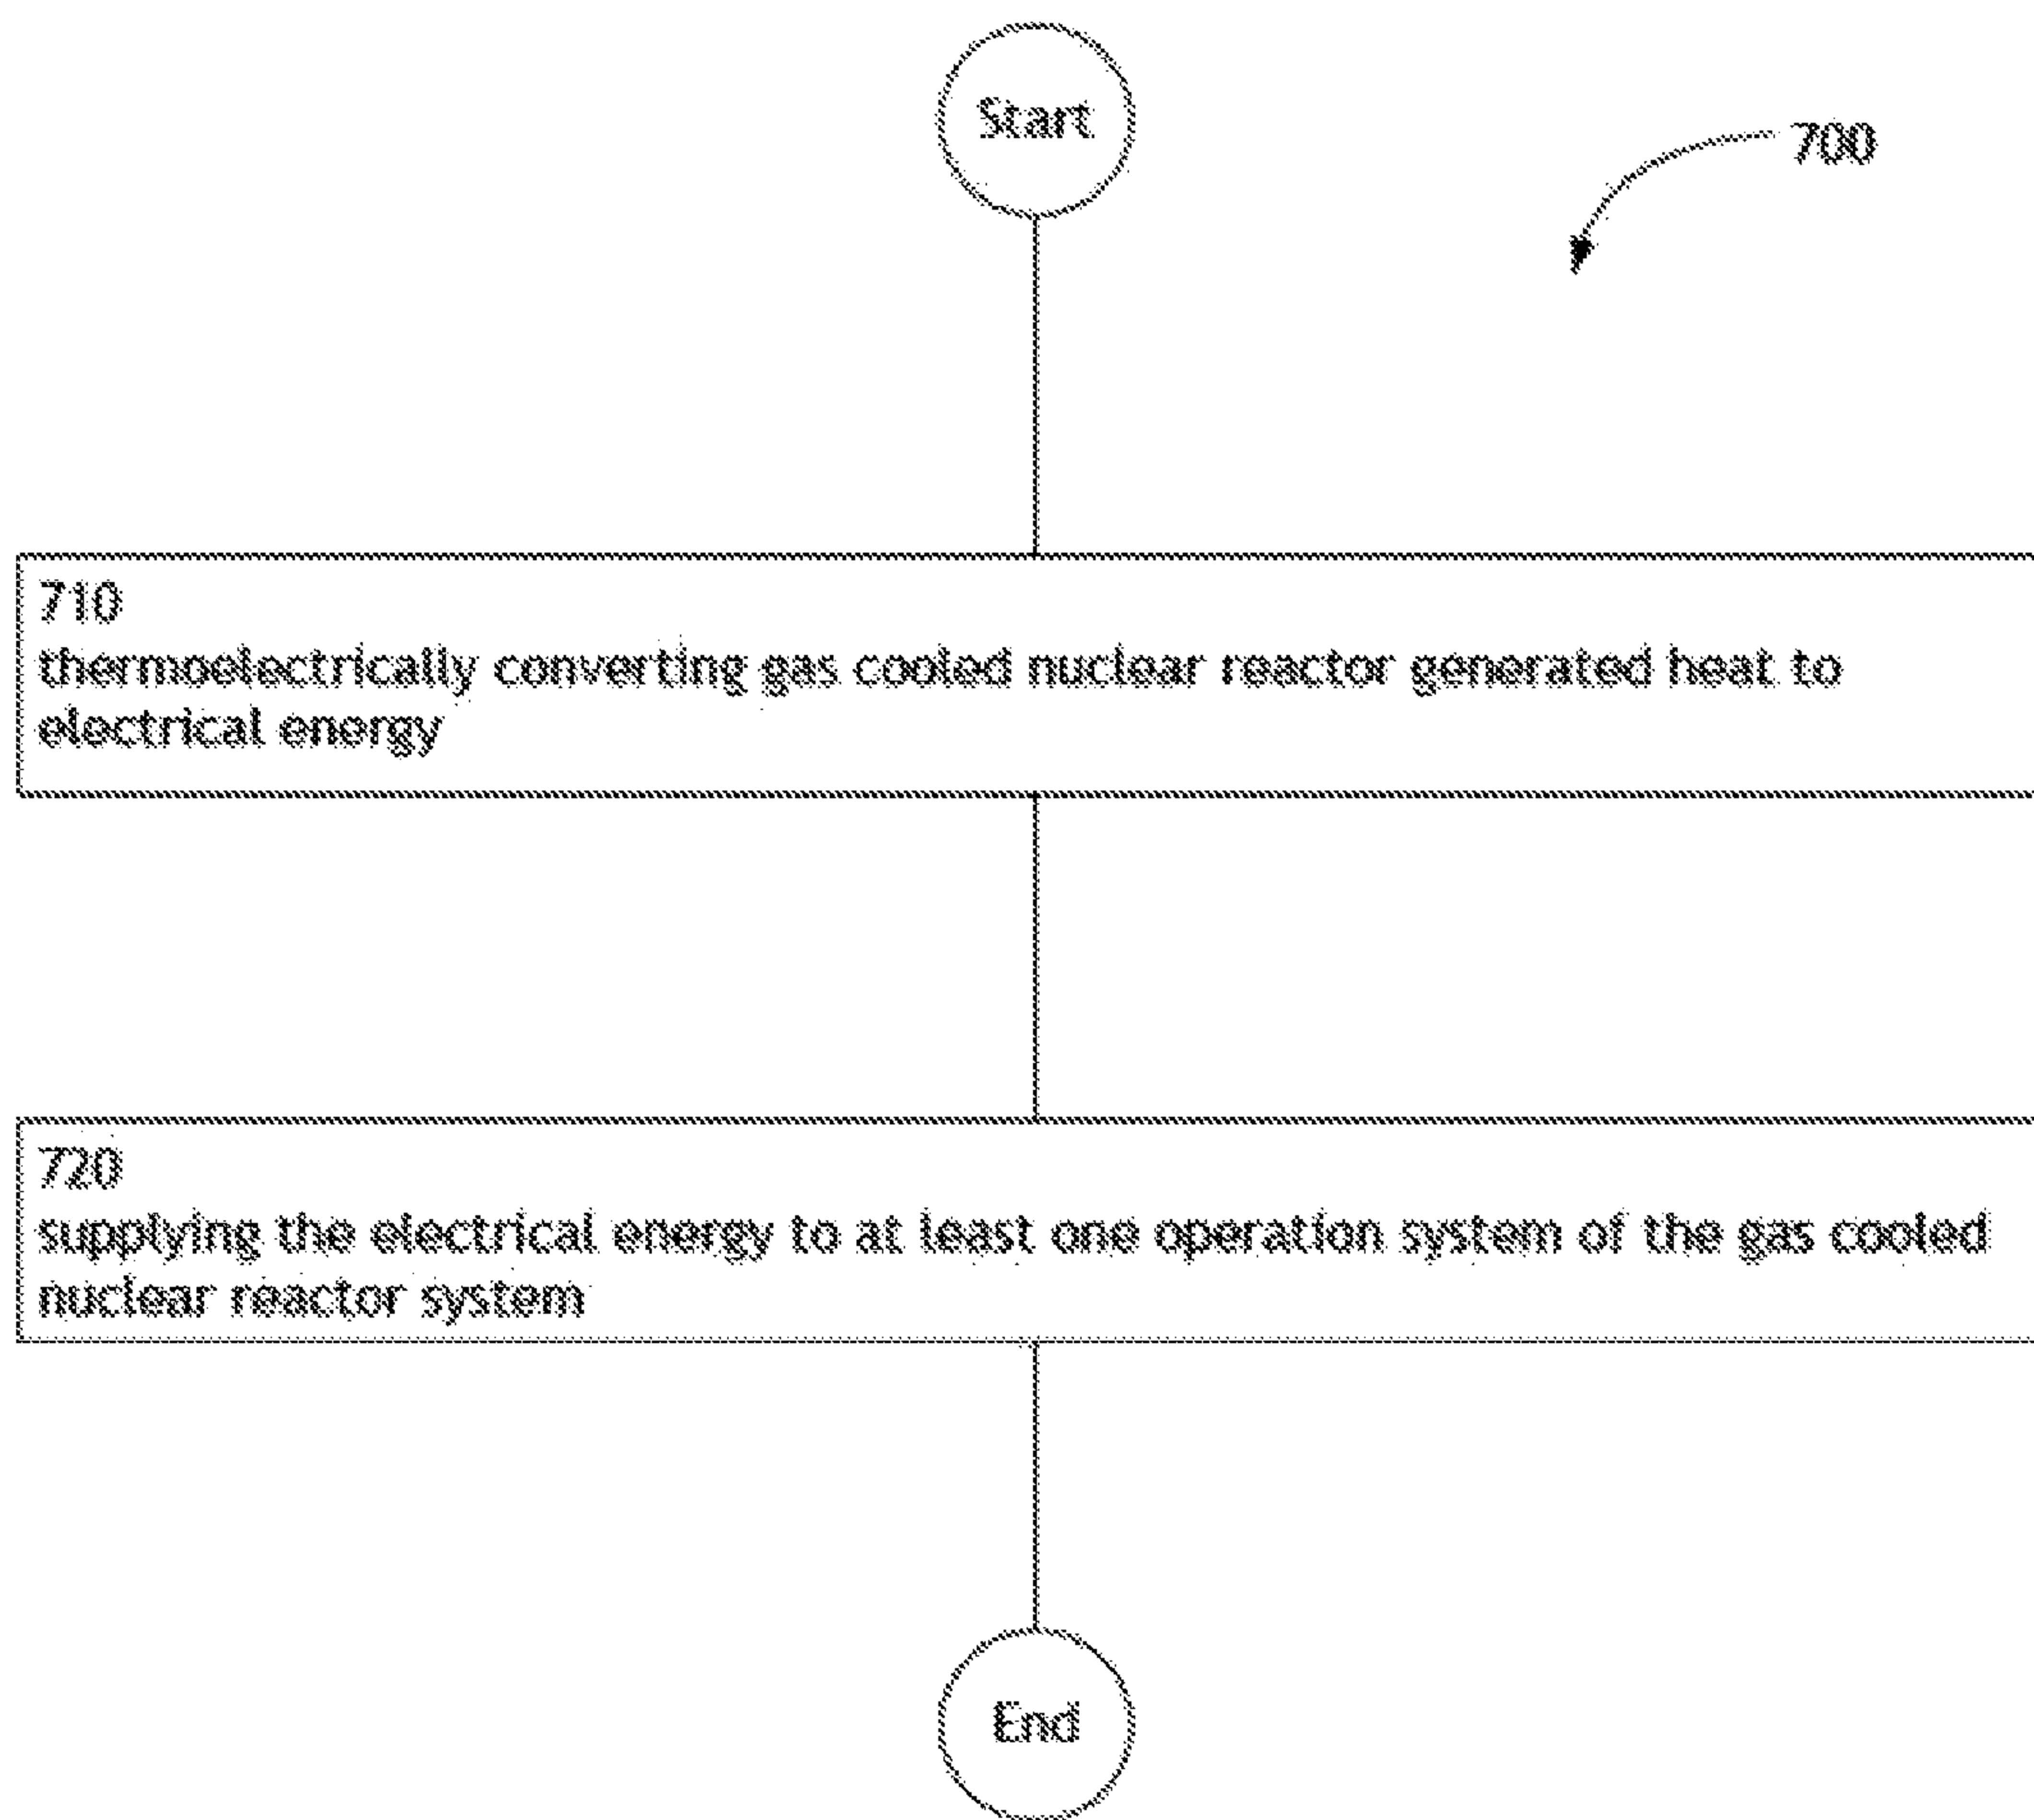 Start
700
710
thermoelectrically converting gas cooled nuclear reactor generated heat to
electrical energy
720
supplying the electrical energy to at least one operation system of the gas cooled
nuclear reactor system
End